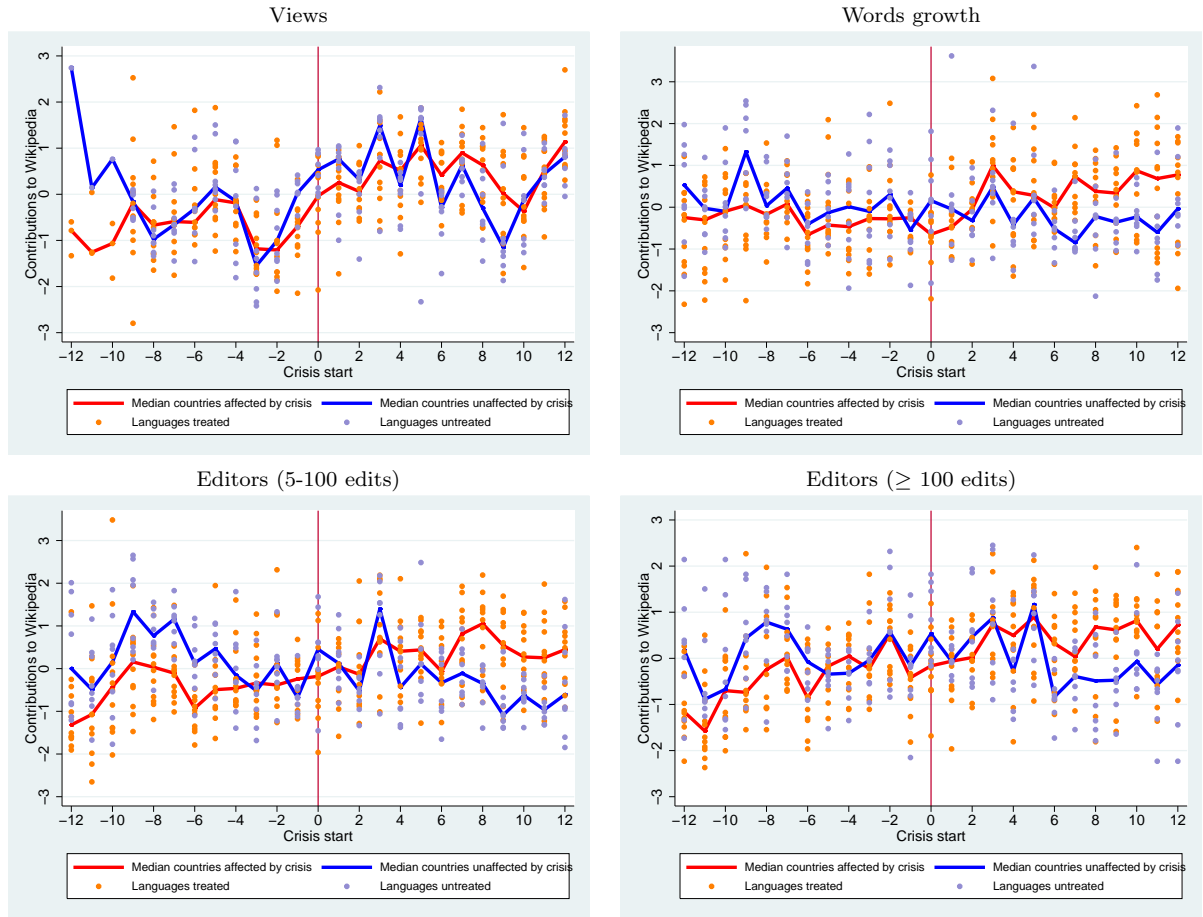 Views
Contributions to Wikipedia
3
2
1
0
−1
−2
−3
−12 −10 −8 −6 −4 −2 0 2 4 6 8 10 12
Crisis start
Median countries affected by crisis Median countries unaffected by crisis
Languages treated Languages untreated
Words growth
Contributions to Wikipedia
3
2
1
0
−1
−2
−3
−12 −10 −8 −6 −4 −2 0 2 4 6 8 10 12
Crisis start
Median countries affected by crisis Median countries unaffected by crisis
Languages treated Languages untreated
Editors (5-100 edits)
Contributions to Wikipedia
3
2
1
0
−1
−2
−3
−12 −10 −8 −6 −4 −2 0 2 4 6 8 10 12
Crisis start
Median countries affected by crisis Median countries unaffected by crisis
Languages treated Languages untreated
Editors (≥ 100 edits)
Contributions to Wikipedia
3
2
1
0
−1
−2
−3
−12 −10 −8 −6 −4 −2 0 2 4 6 8 10 12
Crisis start
Median countries affected by crisis Median countries unaffected by crisis
Languages treated Languages untreated